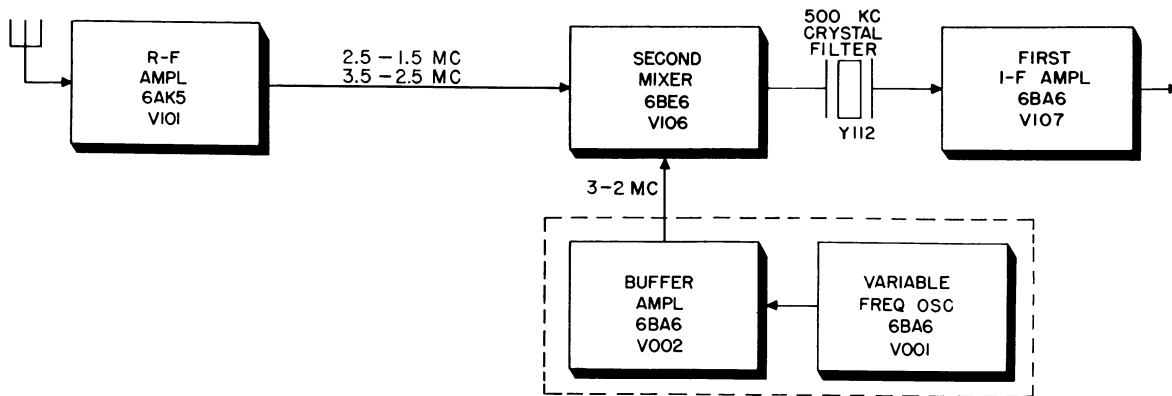 R-F
AMPL
6AK5
V101
2.5 – 1.5 MC
3.5 – 2.5 MC
SECOND
MIXER
6BE6
V106
500 KC
CRYSTAL
FILTER
Y112
FIRST
I-F AMPL
6BA6
V107
3–2 MC
BUFFER
AMPL
6BA6
V002
VARIABLE
FREQ OSC
6BA6
V001